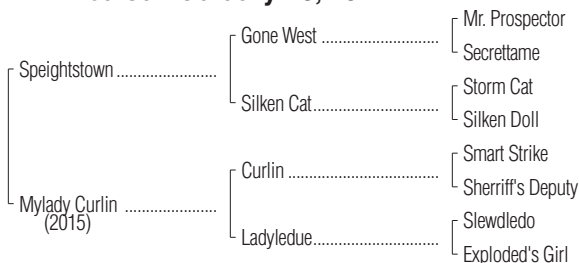 Mr. Prospector
Gone West ..............................
Secrettame
Speightstown .........................
Storm Cat
Silken Cat................................
Silken Doll
Smart Strike
Curlin ......................................
Sherriff's Deputy
Mylady Curlin .......................
(2015)
Slewdledo
Ladyledue................................
Exploded's Girl